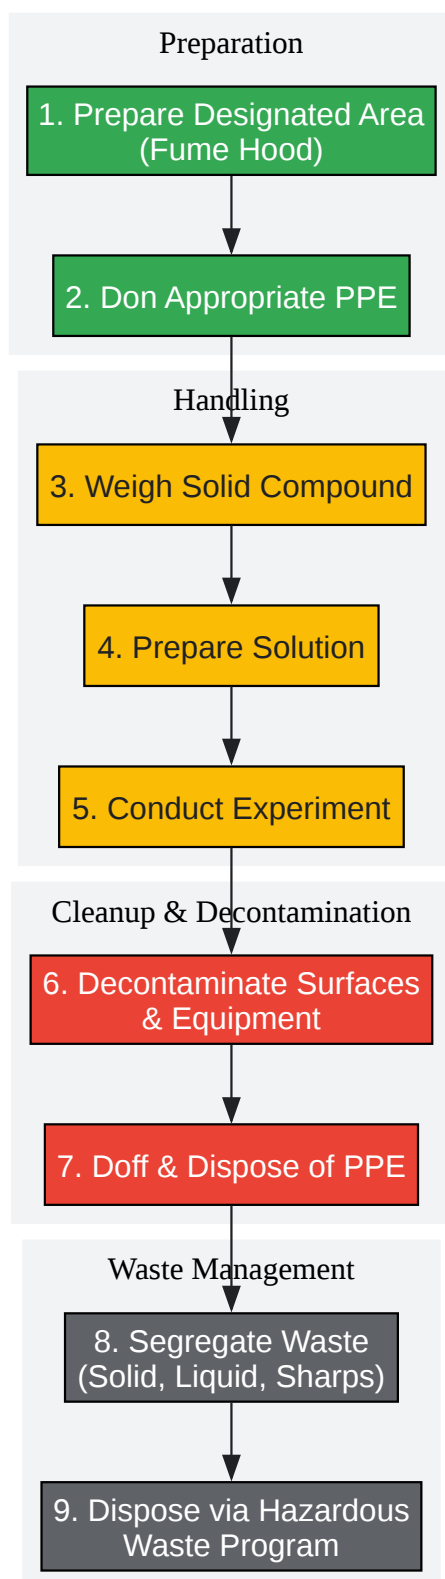 Preparation
1. Prepare Designated Area
(Fume Hood)
2. Don Appropriate PPE
Handling
3. Weigh Solid Compound
4. Prepare Solution
5. Conduct Experiment
Cleanup & Decontamination
6. Decontaminate Surfaces
& Equipment
7. Doff & Dispose of PPE
Waste Management
8. Segregate Waste
(Solid, Liquid, Sharps)
9. Dispose via Hazardous
Waste Program